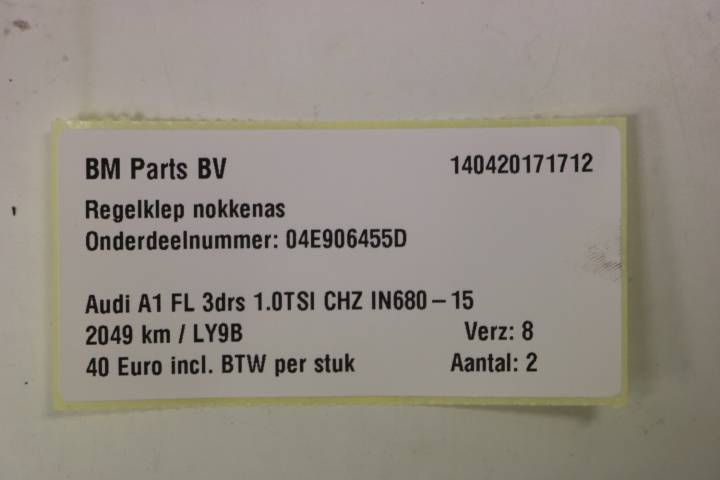 BM Parts BV 140420171712
Regelklep nokkenas
Onderdeelnummer: 04E906455D
Audi A1 FL 3drs 1.0TSI CHZ IN680-15
2049 km / LY9B Verz: 8
40 Euro incl. BTW per stuk Aantal: 2